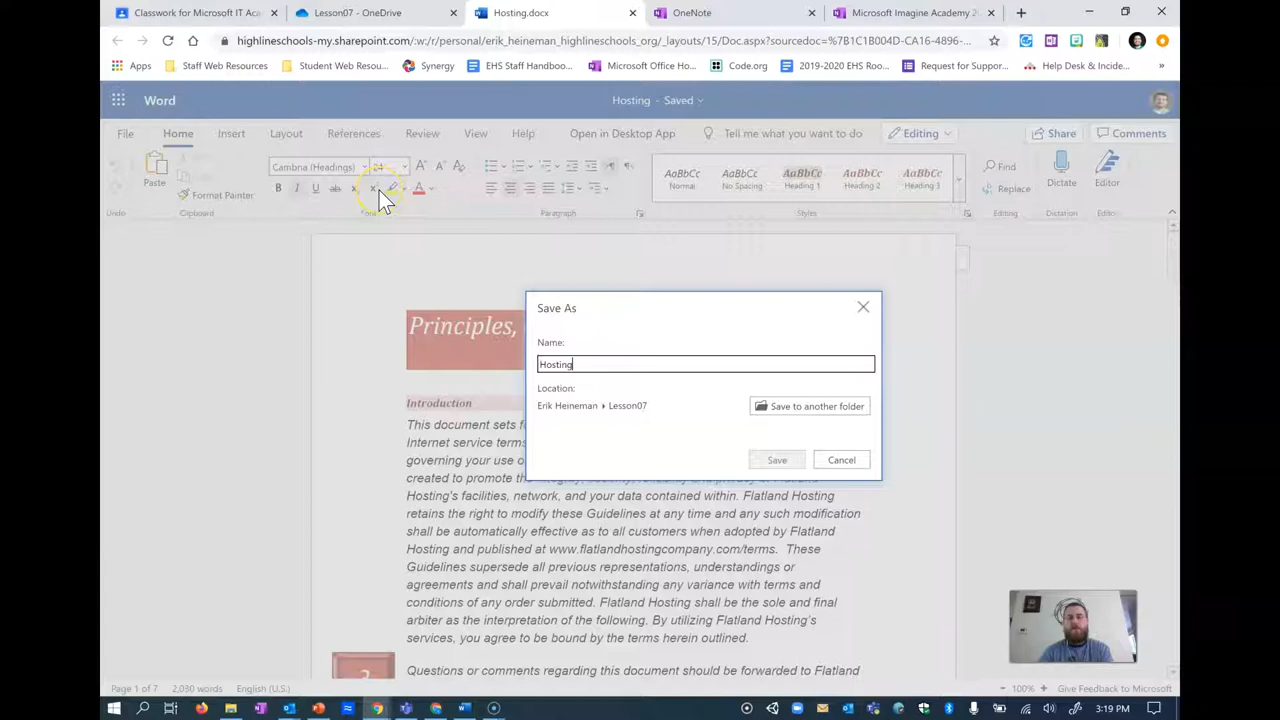 Classwork for Microsoft IT Aca
Lesson07 - OneDrive
Hosting.docx
OneNote
Microsoft Imagine Academy 2
highlineschools-my.sharepoint.com/:w:/r/personal/erik_heineman_highlineschools_org/_layouts/15/Doc.aspx?sourcedoc=%7B1C1B004D-CA16-4896-...
Apps
Staff Web Resources
Student Web Resou...
Synergy
EHS Staff Handboo...
Microsoft Office Ho...
Code.org
2019-2020 EHS Roo...
Request for Suppor...
Help Desk & Incide...
Word
Hosting - Saved
File Home Insert Layout References Review View Help Open in Desktop App Tell me what you want to do Editing Share Comments
Cambria (Headings) 24
Paste
Format Painter
AaBbCc AaBbCc AaBbCc AaBbCc AaBbCc
Normal No Spacing Heading 1 Heading 2 Heading 3
Find
Replace
Dictate
Editor
Undo Clipboard Paragraph Styles Editing Dictation Editor
Principles,
Introduction
This document sets f
Internet service terms
governing your use o
created to promote the
Hosting's facilities, network, and your data contained within. Flatland Hosting
retains the right to modify these Guidelines at any time and any such modification
shall be automatically effective as to all customers when adopted by Flatland
Hosting and published at www.flatlandhostingcompany.com/terms. These
Guidelines supersede all previous representations, understandings or
agreements and shall prevail notwithstanding any variance with terms and
conditions of any order submitted. Flatland Hosting shall be the sole and final
arbiter as the interpretation of the following. By utilizing Flatland Hosting's
services, you agree to be bound by the terms herein outlined.
Questions or comments regarding this document should be forwarded to Flatland
Save As
Name:
Hosting
Location:
Erik Heineman Lesson07
Save to another folder
Save
Cancel
Page 1 of 7
2,030 words
English (U.S.)
100%
Give Feedback to Microsoft
3:19 PM